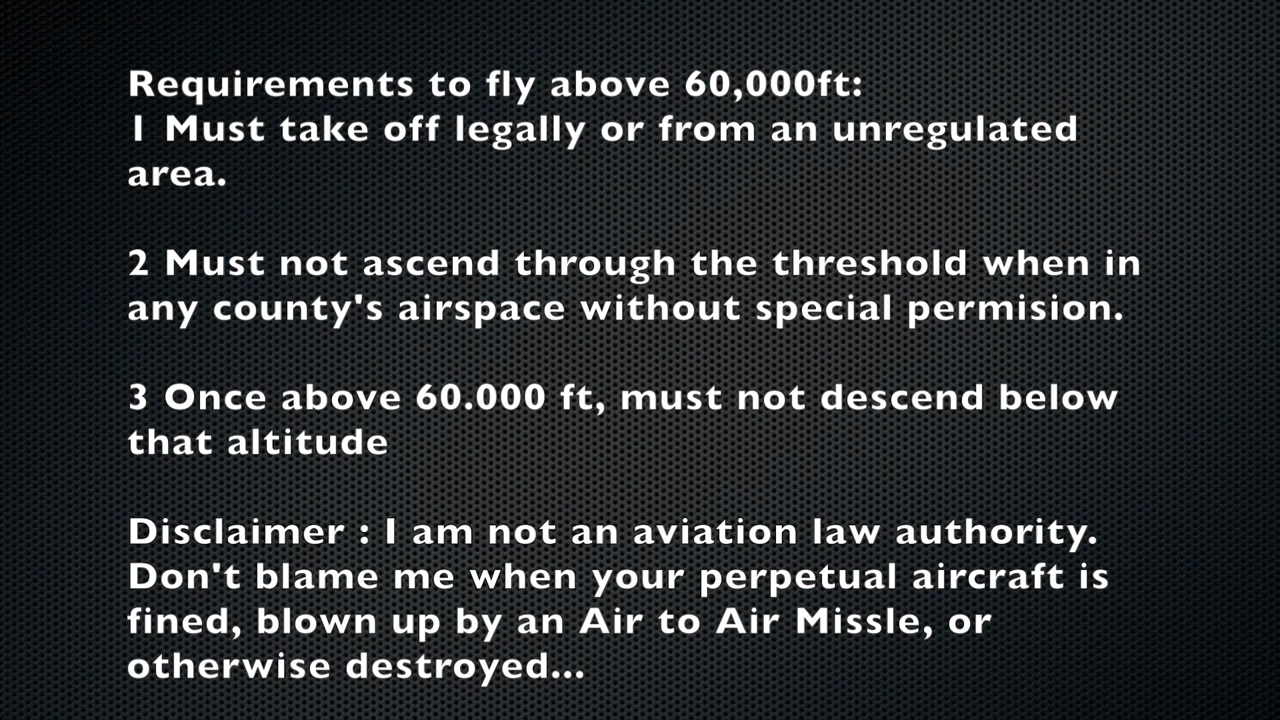 Requirements to fly above 60,000ft:
1 Must take off legally or from an unregulated
area.
2 Must not ascend through the threshold when in
any county's airspace without special permision.
3 Once above 60.000 ft, must not descend below
that altitude
Disclaimer : I am not an aviation law authority.
Don't blame me when your perpetual aircraft is
fined, blown up by an Air to Air Missle, or
otherwise destroyed...